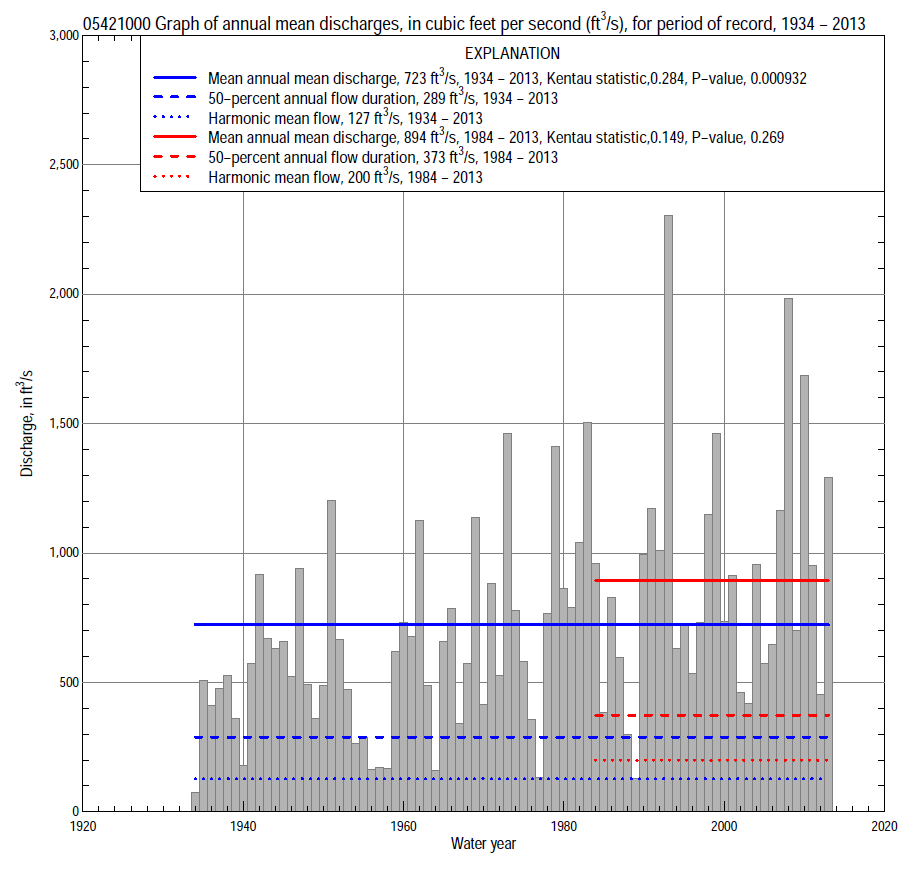 05421000 Graph of annual mean discharges, in cubic feet per second (ft³/s), for period of record, 1934 – 2013
EXPLANATION
Mean annual mean discharge, 723 ft³/s, 1934 – 2013, Kentau statistic,0.284, P–value, 0.000932
50–percent annual flow duration, 289 ft³/s, 1934 – 2013
Harmonic mean flow, 127 ft³/s, 1934 – 2013
Mean annual mean discharge, 894 ft³/s, 1984 – 2013, Kentau statistic,0.149, P–value, 0.269
50–percent annual flow duration, 373 ft³/s, 1984 – 2013
Harmonic mean flow, 200 ft³/s, 1984 – 2013
3,000
2,500
2,000
1,500
1,000
500
0
Discharge, in ft³/s
1920 1940 1960 1980 2000 2020
Water year